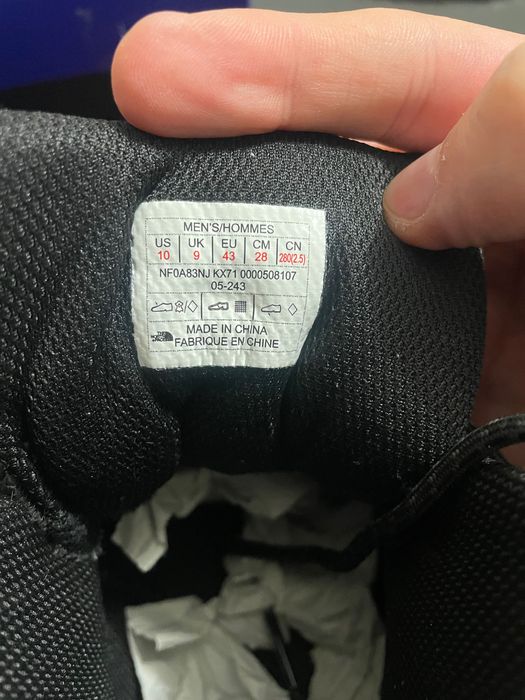 MEN'S/HOMMES
US UK EU CM CN
10 9 43 28 280(2.5)
NF0A83NJ KX71 0000508107
05-243
MADE IN CHINA
FABRIQUE EN CHINE